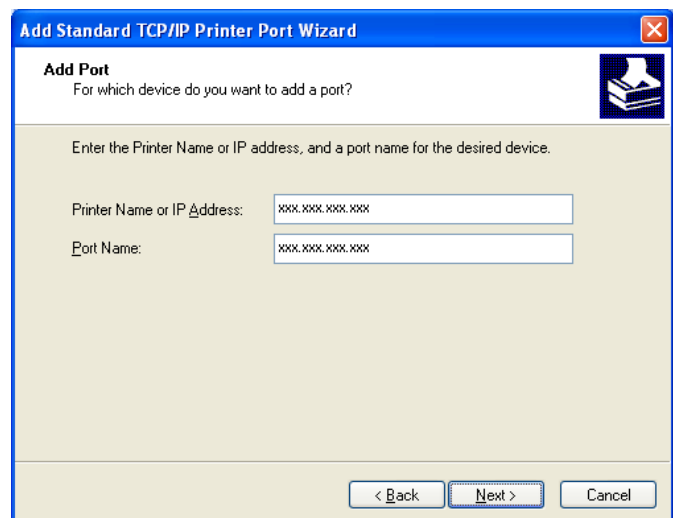 Add Standard TCP/IP Printer Port Wizard
Add Port
For which device do you want to add a port?
Enter the Printer Name or IP address, and a port name for the desired device.
Printer Name or IP Address: xxx.xxx.xxx.xxx
Port Name: xxx.xxx.xxx.xxx
< Back Next > Cancel